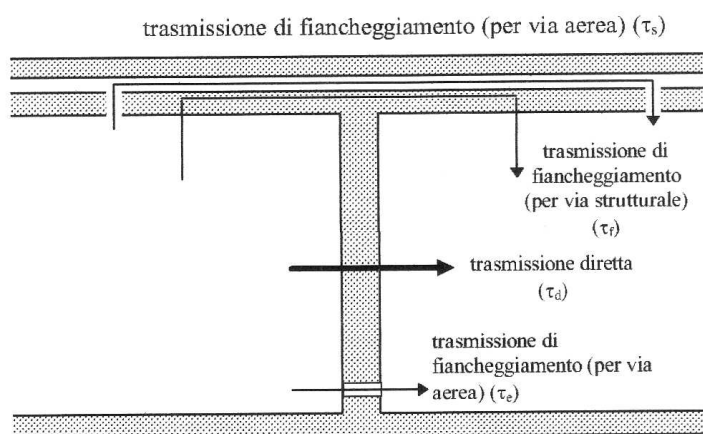 trasmissione di fiancheggiamento (per via aerea) (τs)
trasmissione di
fiancheggiamento
(per via strutturale)
(τf)
trasmissione diretta
(τd)
trasmissione di
fiancheggiamento (per via
aerea) (τe)